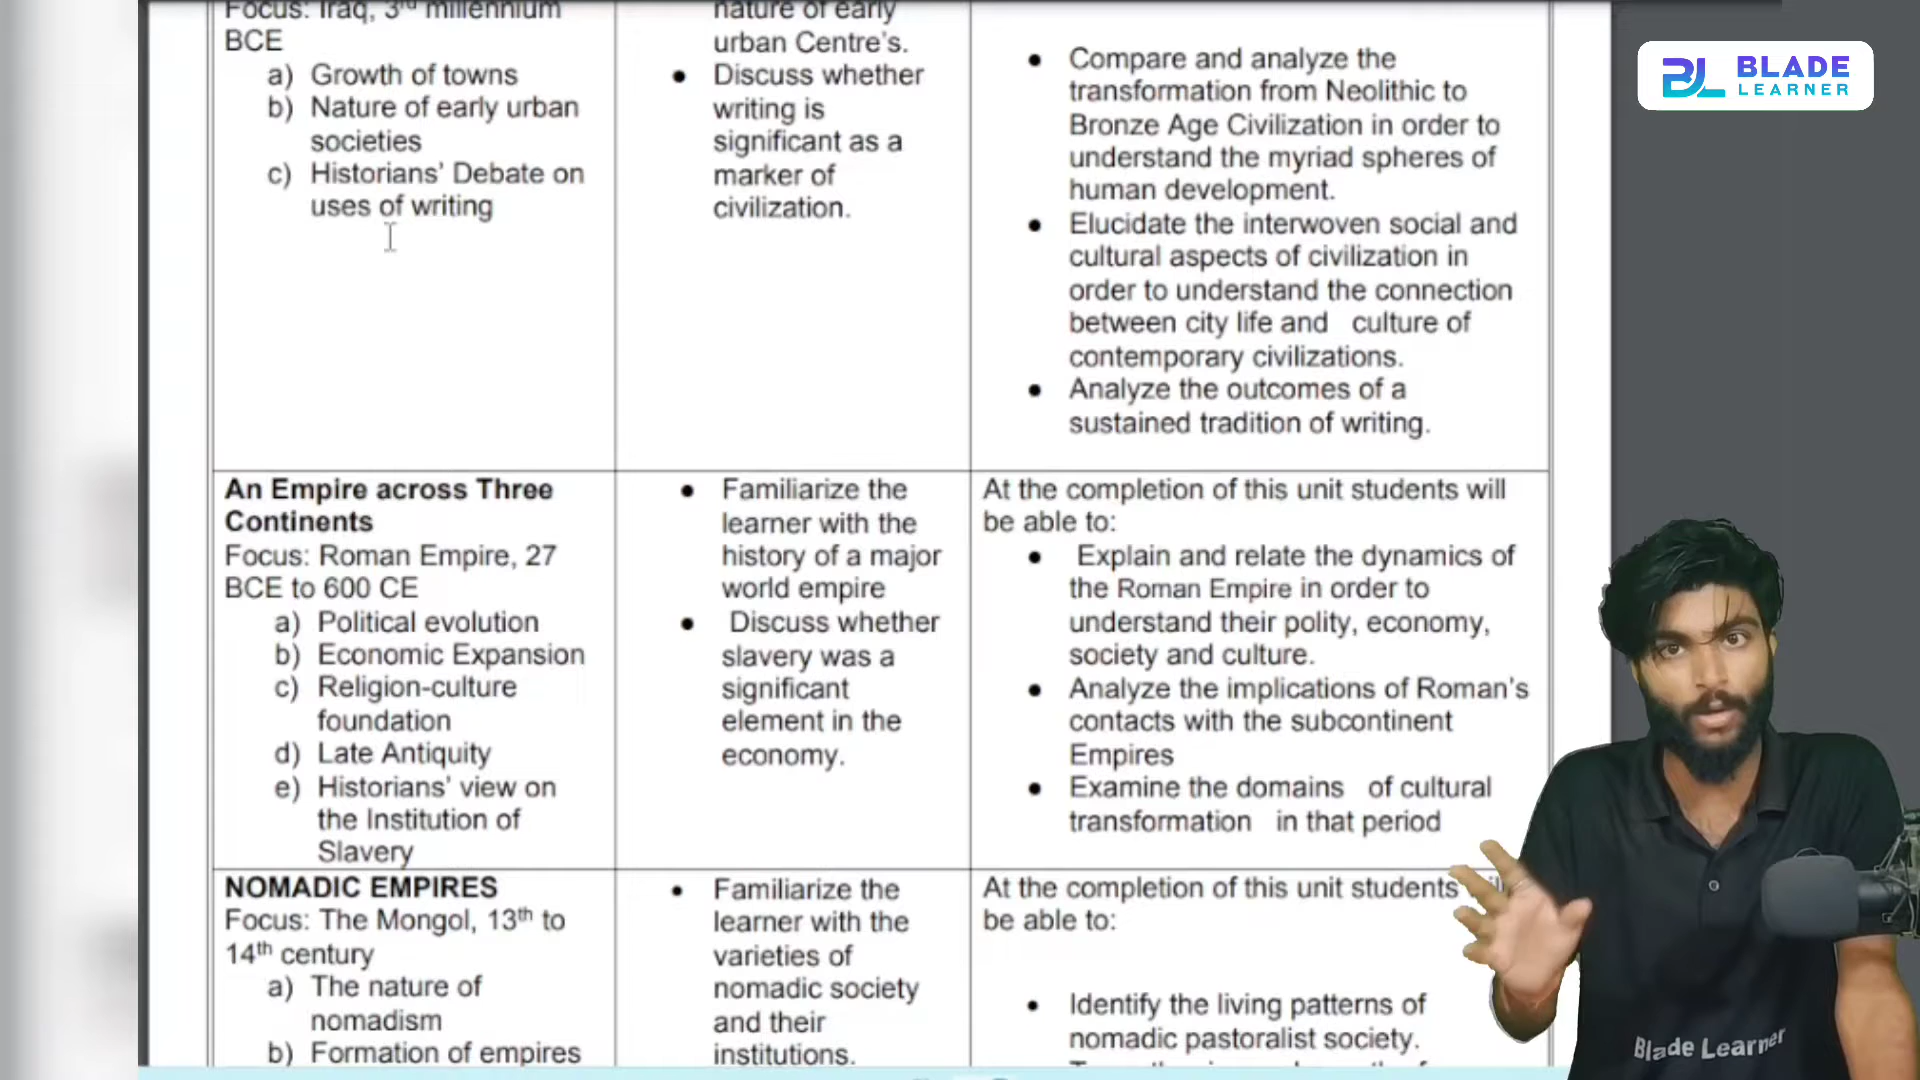 Focus: Iraq, 3rd millennium
BCE
a) Growth of towns
b) Nature of early urban
societies
c) Historians' Debate on
uses of writing
nature of early
urban Centre's.
● Discuss whether
writing is
significant as a
marker of
civilization.
● Compare and analyze the
transformation from Neolithic to
Bronze Age Civilization in order to
understand the myriad spheres of
human development.
● Elucidate the interwoven social and
cultural aspects of civilization in
order to understand the connection
between city life and culture of
contemporary civilizations.
● Analyze the outcomes of a
sustained tradition of writing.
An Empire across Three
Continents
Focus: Roman Empire, 27
BCE to 600 CE
a) Political evolution
b) Economic Expansion
c) Religion-culture
foundation
d) Late Antiquity
e) Historians' view on
the Institution of
Slavery
● Familiarize the
learner with the
history of a major
world empire
● Discuss whether
slavery was a
significant
element in the
economy.
At the completion of this unit students will
be able to:
● Explain and relate the dynamics of
the Roman Empire in order to
understand their polity, economy,
society and culture.
● Analyze the implications of Roman's
contacts with the subcontinent
Empires
● Examine the domains of cultural
transformation in that period
NOMADIC EMPIRES
Focus: The Mongol, 13th to
14th century
a) The nature of
nomadism
b) Formation of empires
● Familiarize the
learner with the
varieties of
nomadic society
and their
institutions.
At the completion of this unit students
be able to:
● Identify the living patterns of
nomadic pastoralist society.
BL BLADE
LEARNER
Blade Learner